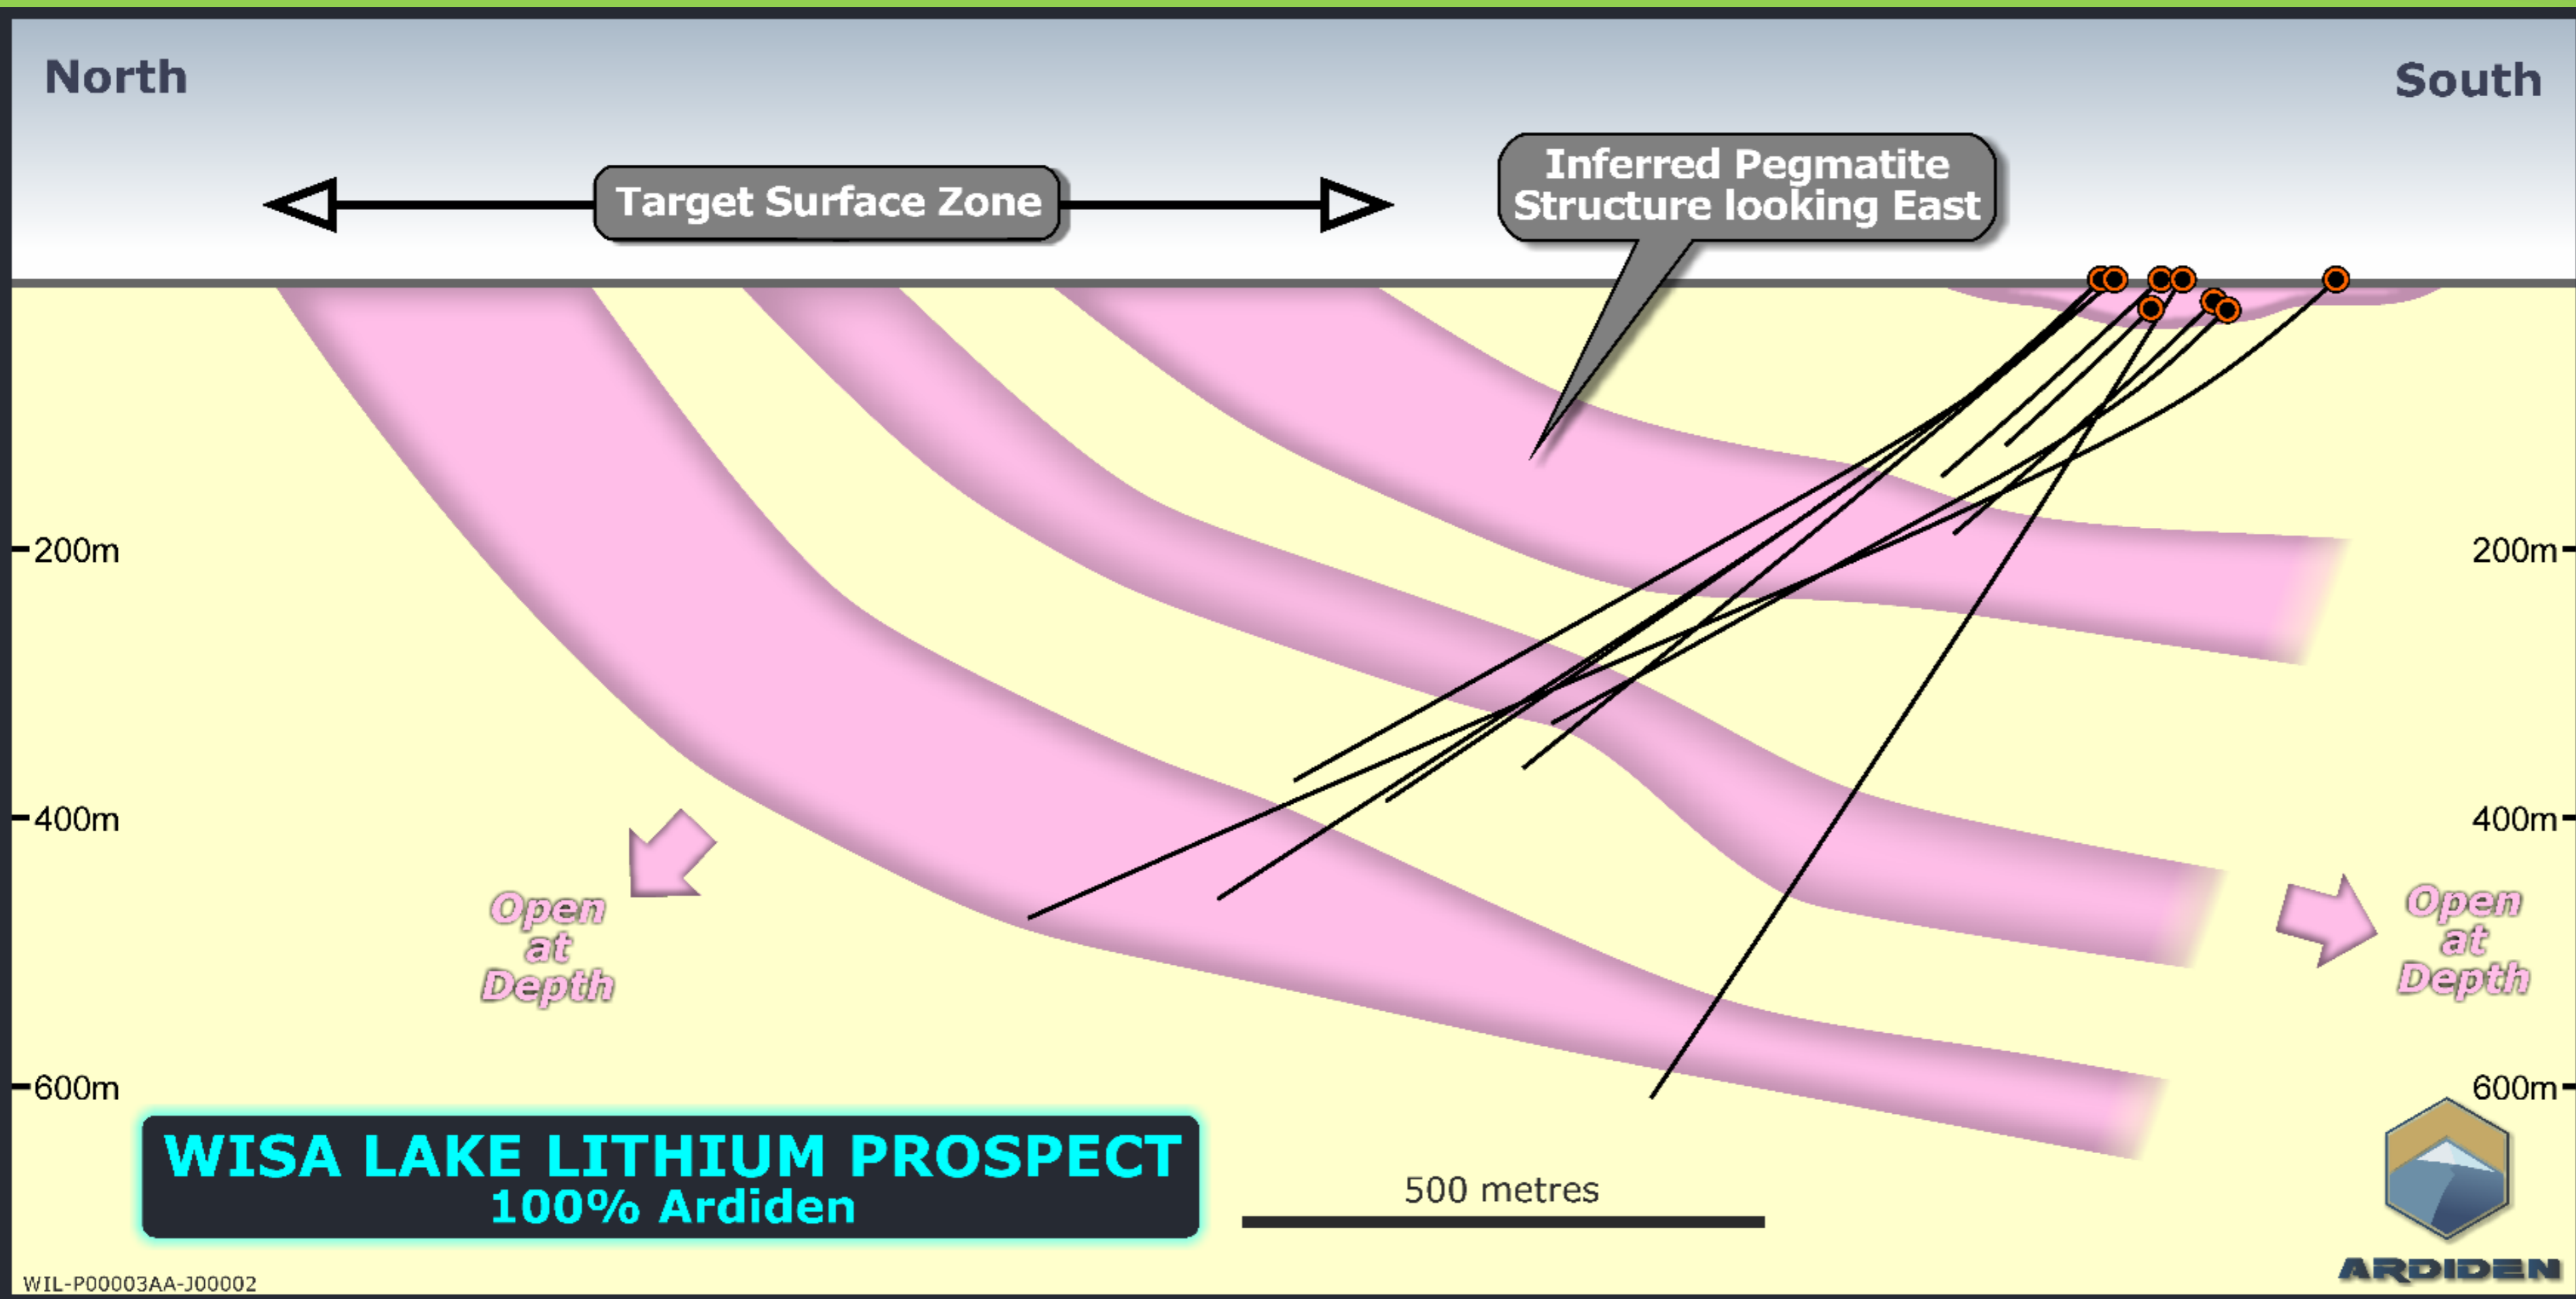 North
South
Target Surface Zone
Inferred Pegmatite
Structure looking East
200m
200m
400m
400m
Open
at
Depth
Open
at
Depth
600m
600m
WISA LAKE LITHIUM PROSPECT
100% Ardiden
500 metres
ARDIDEN
WIL-P00003AA-J00002